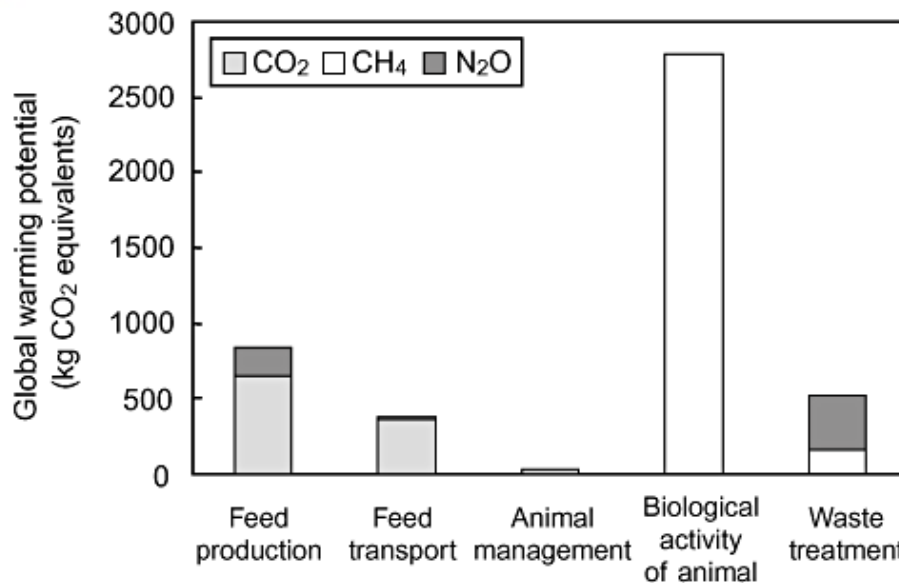 3000
CO₂ CH₄ N₂O
2500
2000
1500
1000
500
0
Global warming potential
(kg CO₂ equivalents)
Feed
production
Feed
transport
Animal
management
Biological
activity
of animal
Waste
treatment